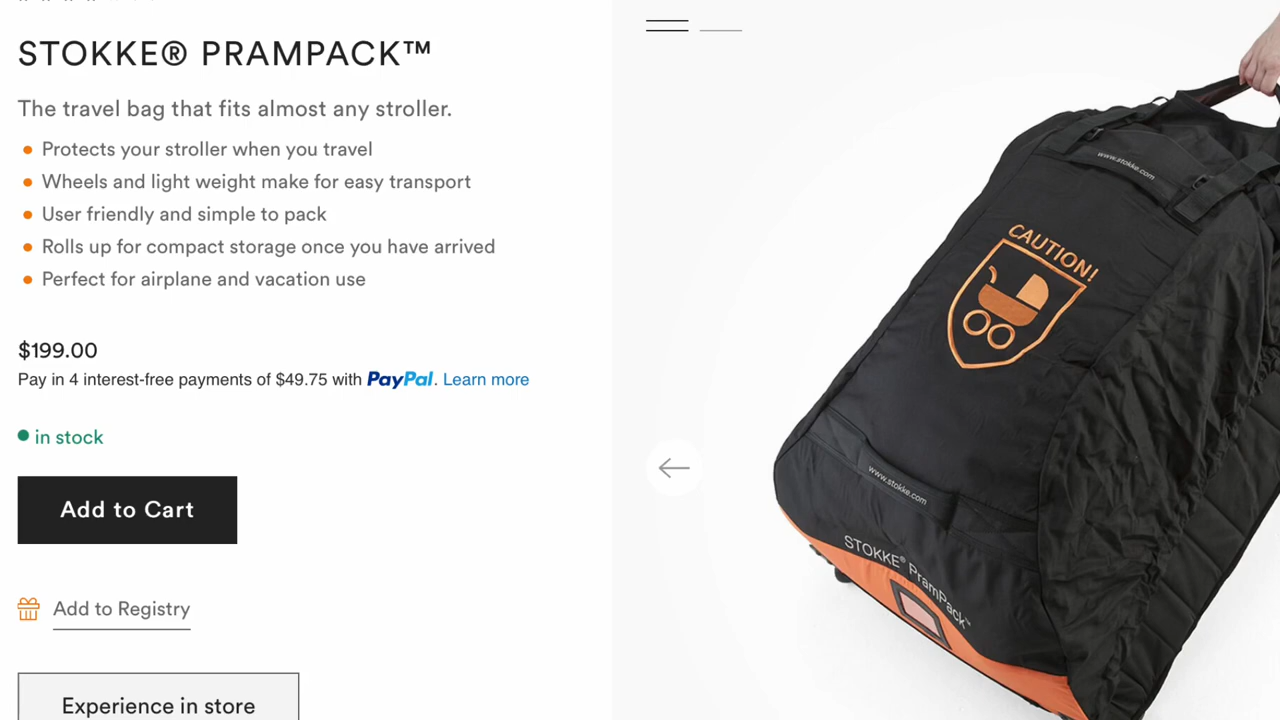 STOKKE® PRAMPACK™
The travel bag that fits almost any stroller.
Protects your stroller when you travel
Wheels and light weight make for easy transport
User friendly and simple to pack
Rolls up for compact storage once you have arrived
Perfect for airplane and vacation use
$199.00
Pay in 4 interest-free payments of $49.75 with PayPal. Learn more
in stock
Add to Cart
Add to Registry
Experience in store
www.stokke.com
CAUTION!
www.stokke.com
STOKKE® PramPack™